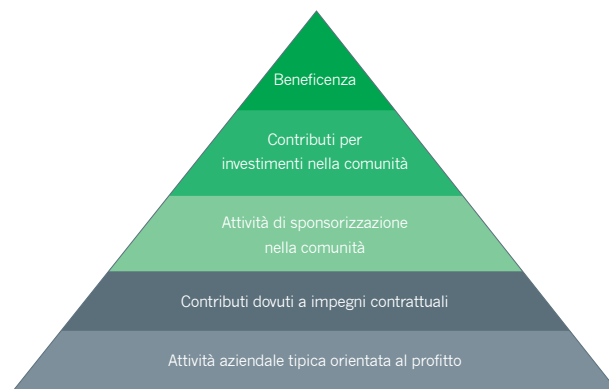 Beneficenza
Contributi per
investimenti nella comunità
Attività di sponsorizzazione
nella comunità
Contributi dovuti a impegni contrattuali
Attività aziendale tipica orientata al profitto